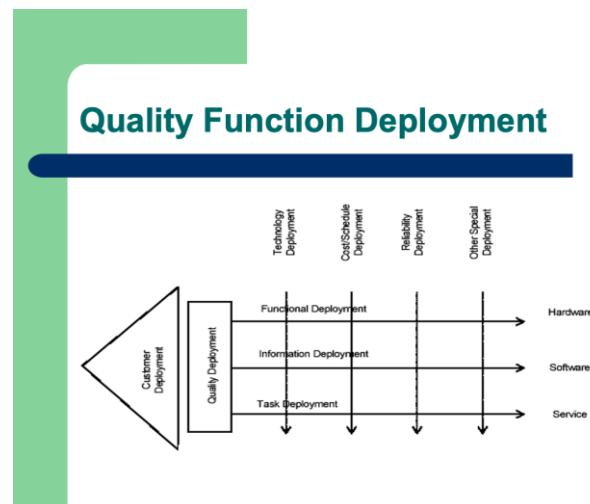 Quality Function Deployment
Technology
Deployment
Cost/Schedule
Deployment
Reliability
Deployment
Other Special
Deployment
Customer
Deployment
Quality Deployment
Functional Deployment
Hardware
Information Deployment
Software
Task Deployment
Service